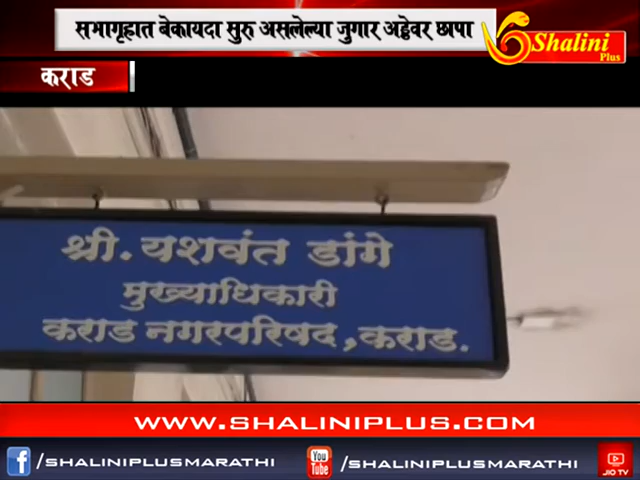 सभागृहात बेकायदा सुरु असलेल्या जुगार अड्डेवर छापा
Shalini
Plus
कराड
श्री. यशवंत डांगे
मुख्याधिकारी
कराड नगरपरिषद, कराड.
WWW.SHALINIPLUS.COM
f /SHALINIPLUSMARATHI
You Tube /SHALINIPLUSMARATHI
JIO TV